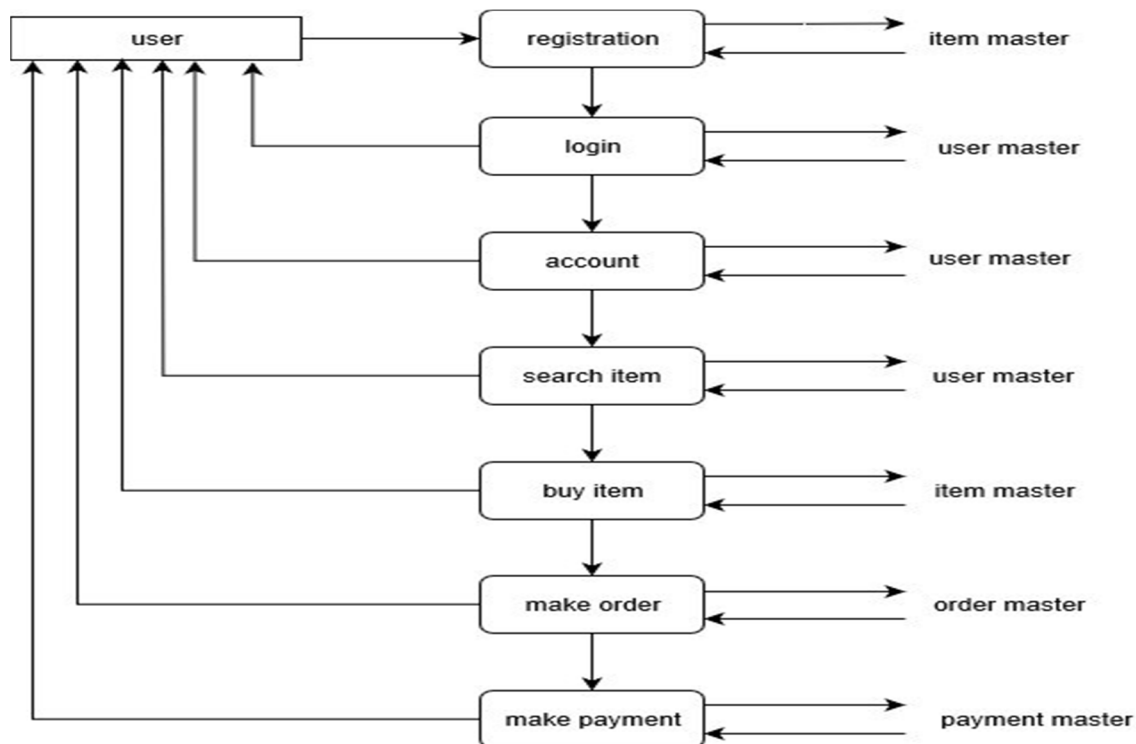 user
registration
item master
login
user master
account
user master
search item
user master
buy item
item master
make order
order master
make payment
payment master